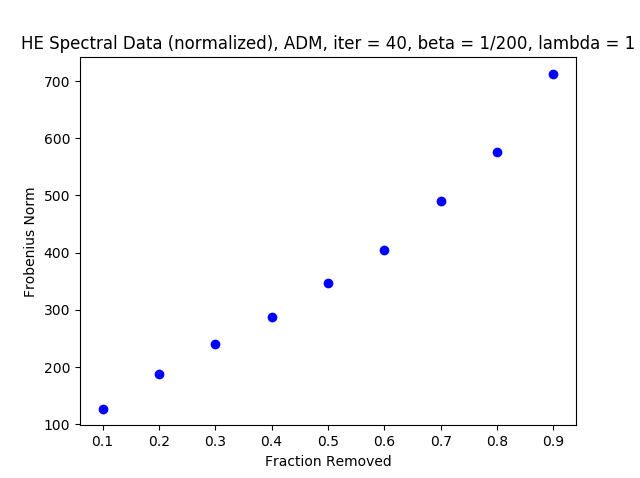 HE Spectral Data (normalized), ADM, iter = 40, beta = 1/200, lambda = 1
700
600
500
400
300
200
100
Frobenius Norm
0.1 0.2 0.3 0.4 0.5 0.6 0.7 0.8 0.9
Fraction Removed